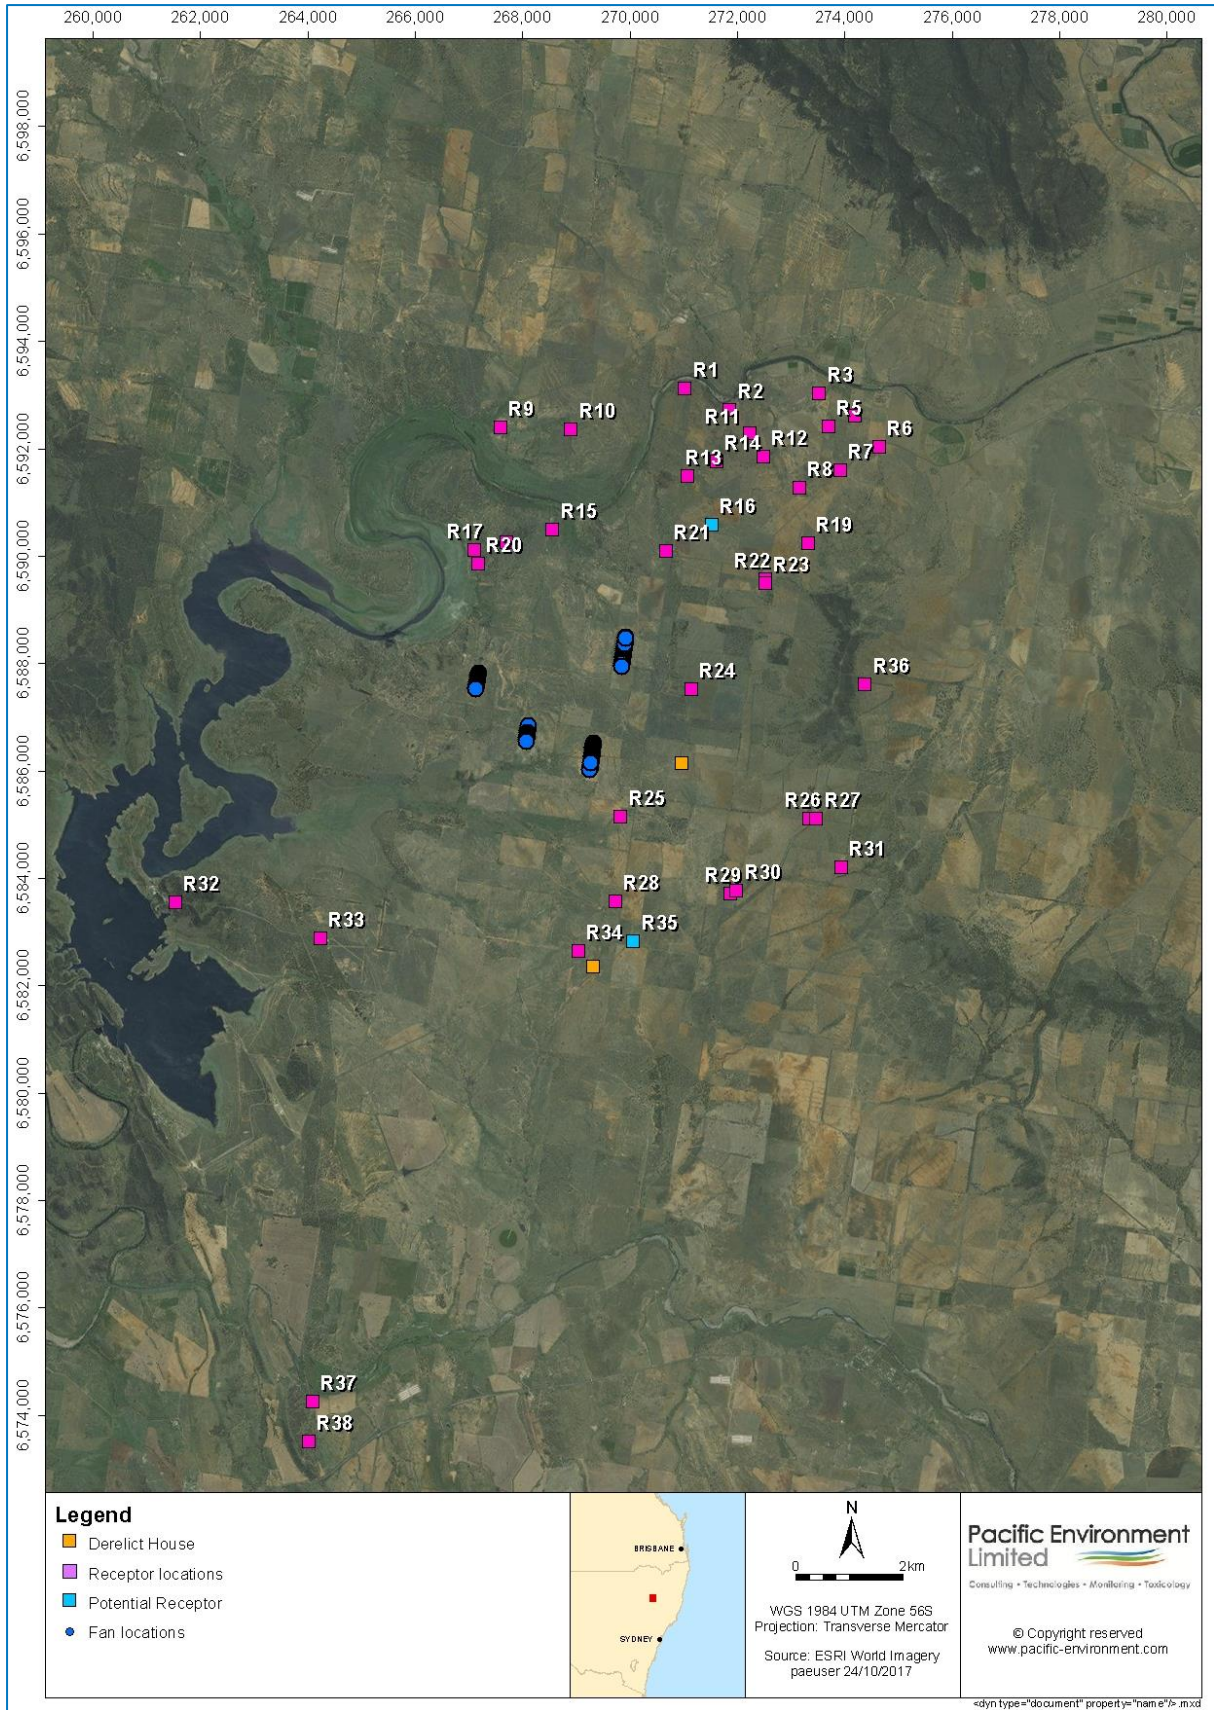 260,000 262,000 264,000 266,000 268,000 270,000 272,000 274,000 276,000 278,000 280,000
6,598,000
6,596,000
6,594,000
6,592,000
6,590,000
6,588,000
6,586,000
6,584,000
6,582,000
6,580,000
6,578,000
6,576,000
6,574,000
R1
R3
R2
R9
R10
R11
R5
R6
R14
R12
R7
R13
R8
R16
R15
R17
R20
R21
R19
R22
R23
R24
R36
R25
R26 R27
R31
R29 R30
R32
R28
R33
R34
R35
R37
R38
Legend
Derelict House
Receptor locations
Potential Receptor
Fan locations
BRISBANE
SYDNEY
N
0 2km
WGS 1984 UTM Zone 56S
Projection: Transverse Mercator
Source: ESRI World Imagery
paeuser 24/10/2017
Pacific Environment
Limited
Consulting • Technologies • Monitoring • Toxicology
© Copyright reserved
www.pacific-environment.com
<dyn type="document" property="name"/>.mxd